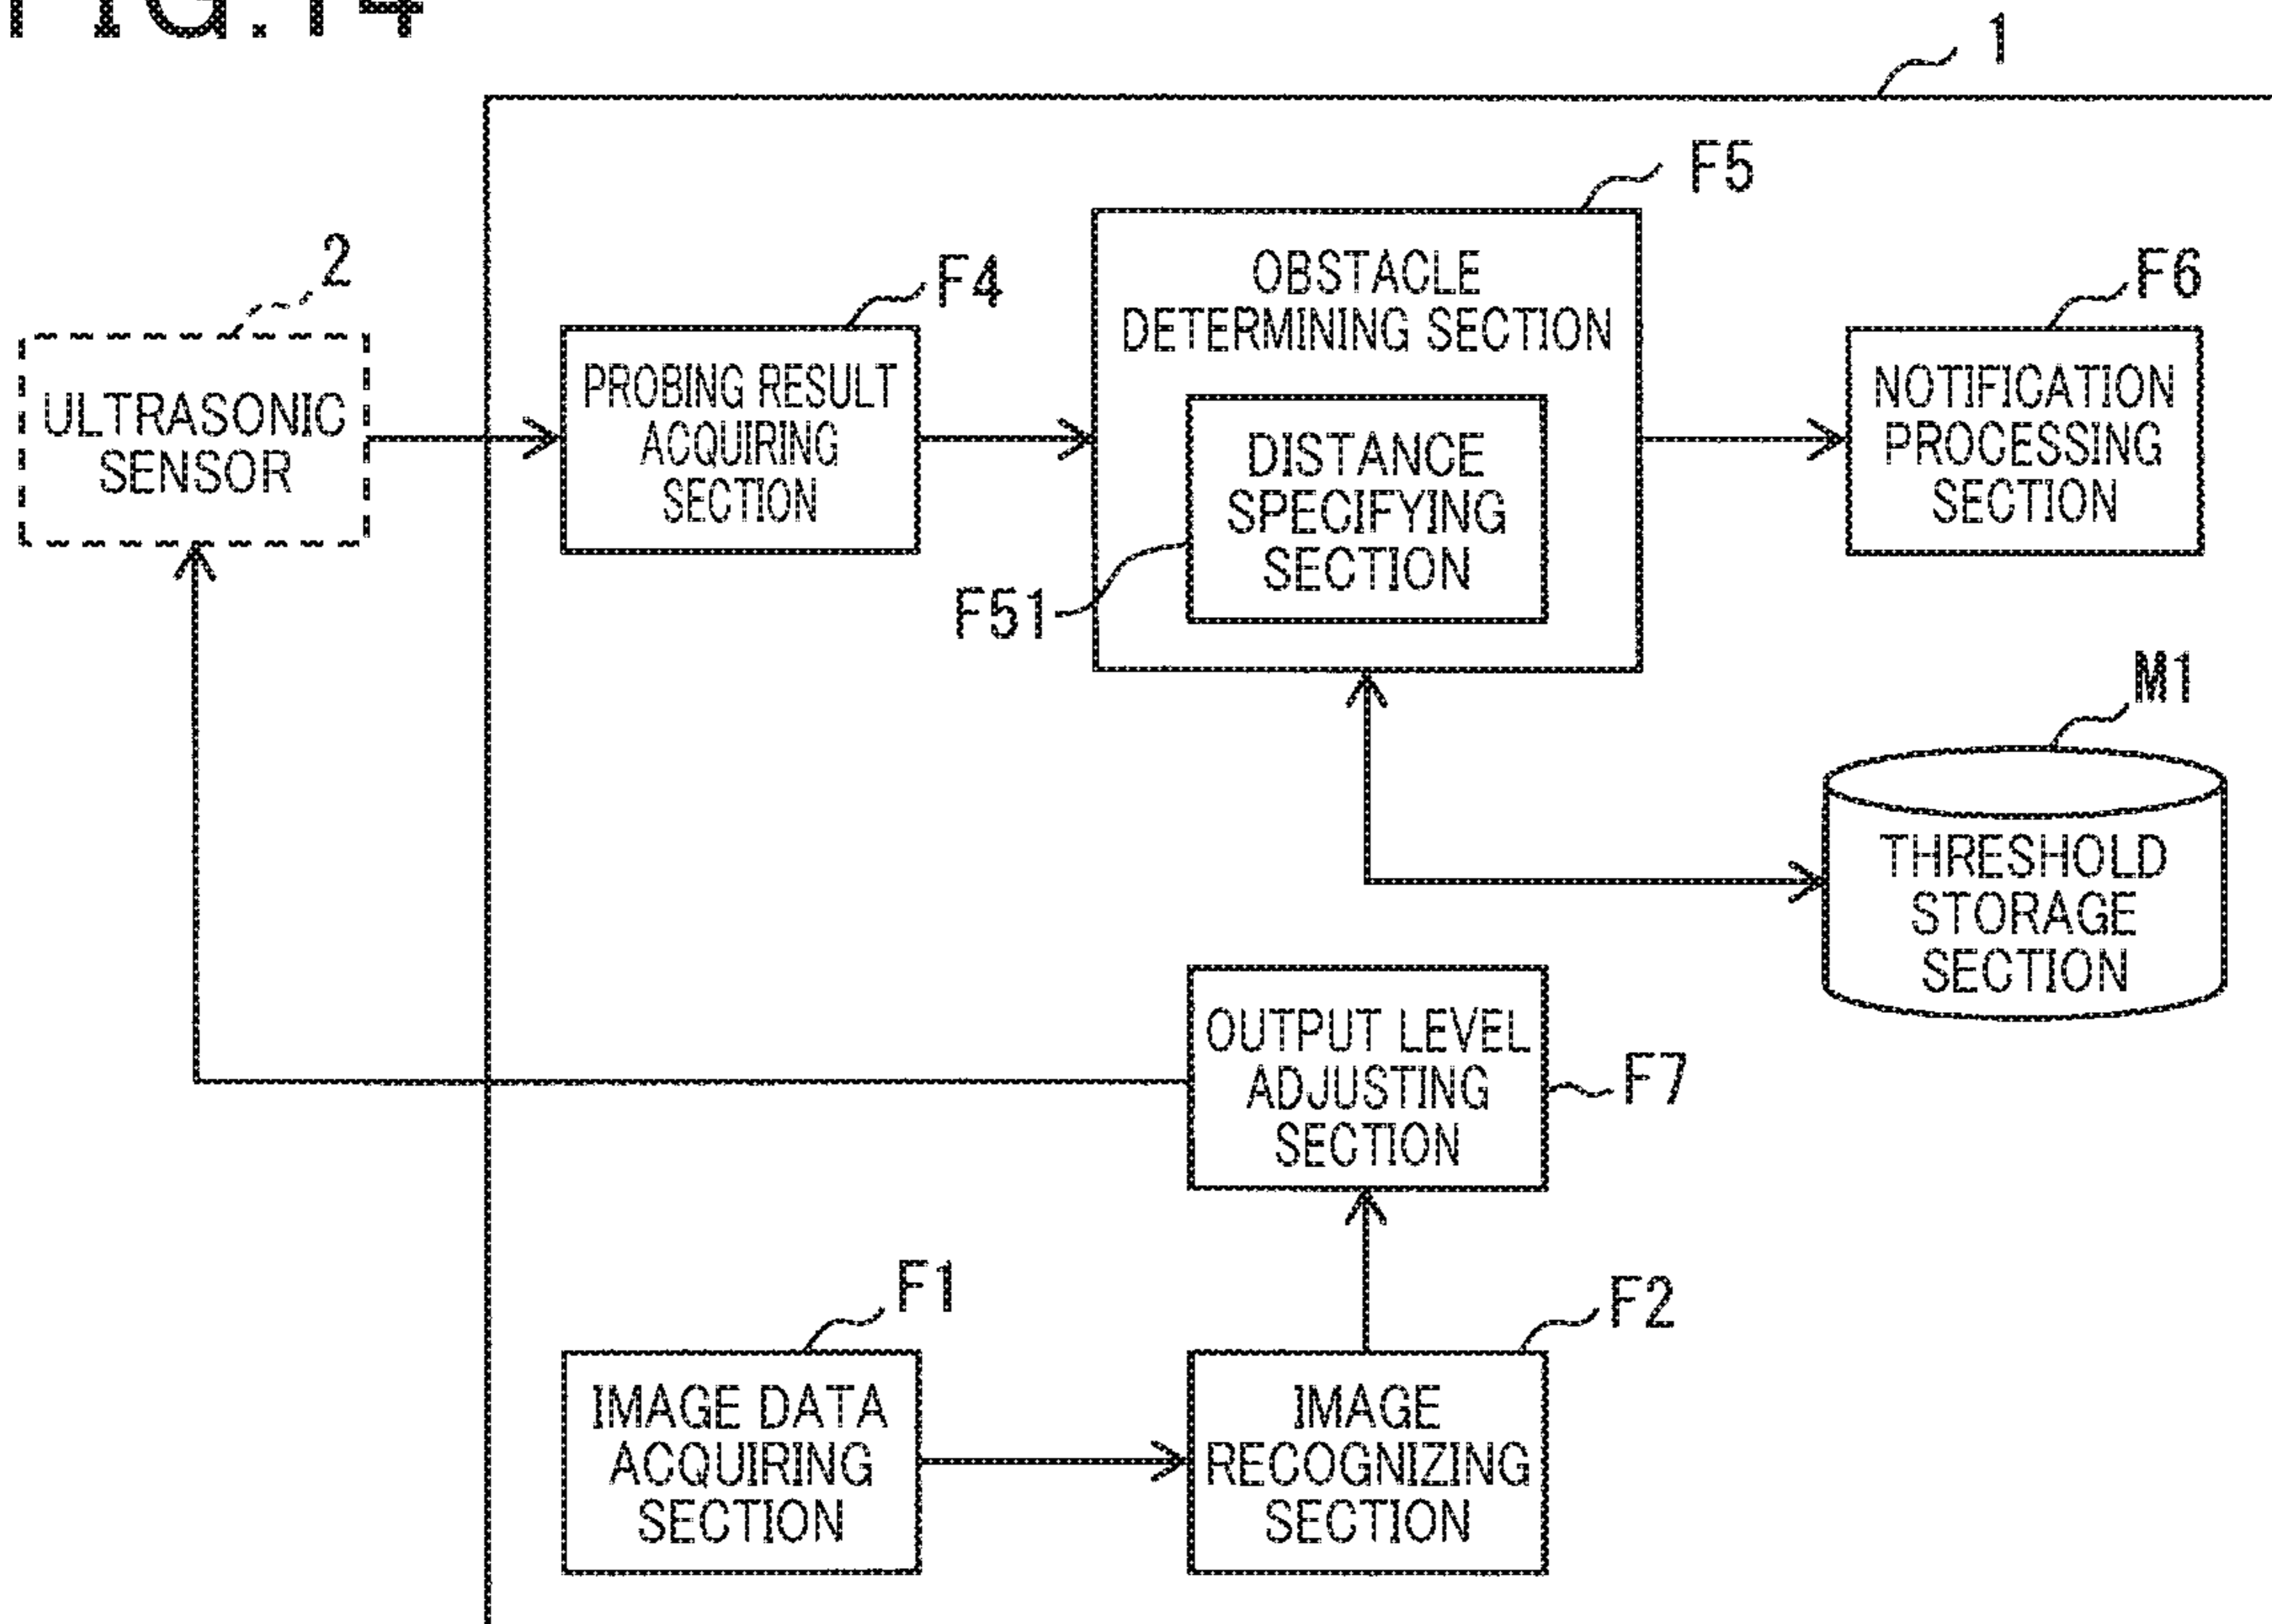 FIG.14
1
F5
2
F4
OBSTACLE
DETERMINING SECTION
F6
ULTRASONIC
SENSOR
PROBING RESULT
ACQUIRING
SECTION
DISTANCE
SPECIFYING
SECTION
NOTIFICATION
PROCESSING
SECTION
F51
M1
THRESHOLD
STORAGE
SECTION
OUTPUT LEVEL
ADJUSTING
SECTION
F7
F1
F2
IMAGE DATA
ACQUIRING
SECTION
IMAGE
RECOGNIZING
SECTION